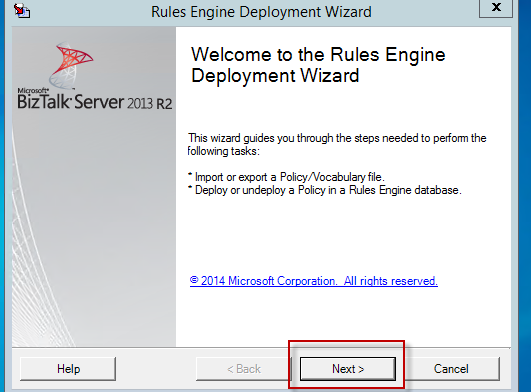 Rules Engine Deployment Wizard
x
Welcome to the Rules Engine
Deployment Wizard
Microsoft®
BizTalk Server 2013 R2
This wizard guides you through the steps needed to perform the
following tasks:
* Import or export a Policy/Vocabulary file.
* Deploy or undeploy a Policy in a Rules Engine database.
© 2014 Microsoft Corporation. All rights reserved.
Help
< Back
Next >
Cancel